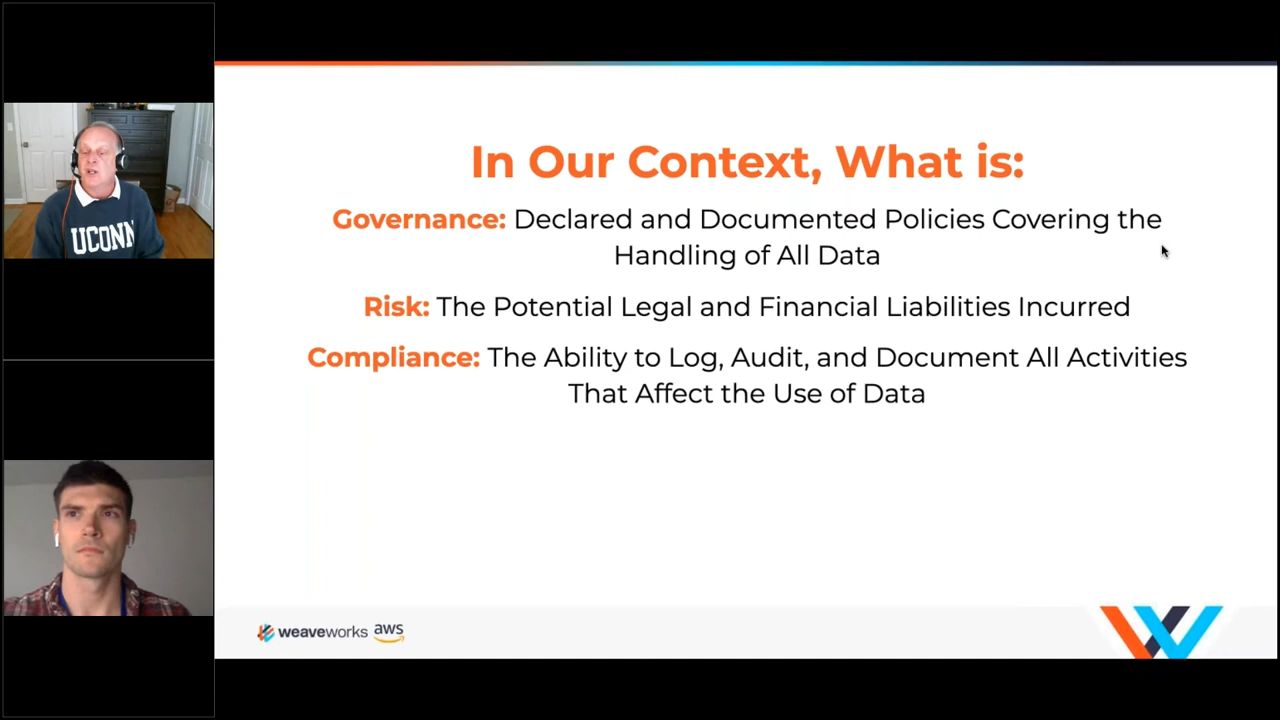 UCONN
In Our Context, What is:
Governance: Declared and Documented Policies Covering the
Handling of All Data
Risk: The Potential Legal and Financial Liabilities Incurred
Compliance: The Ability to Log, Audit, and Document All Activities
That Affect the Use of Data
weaveworks aws